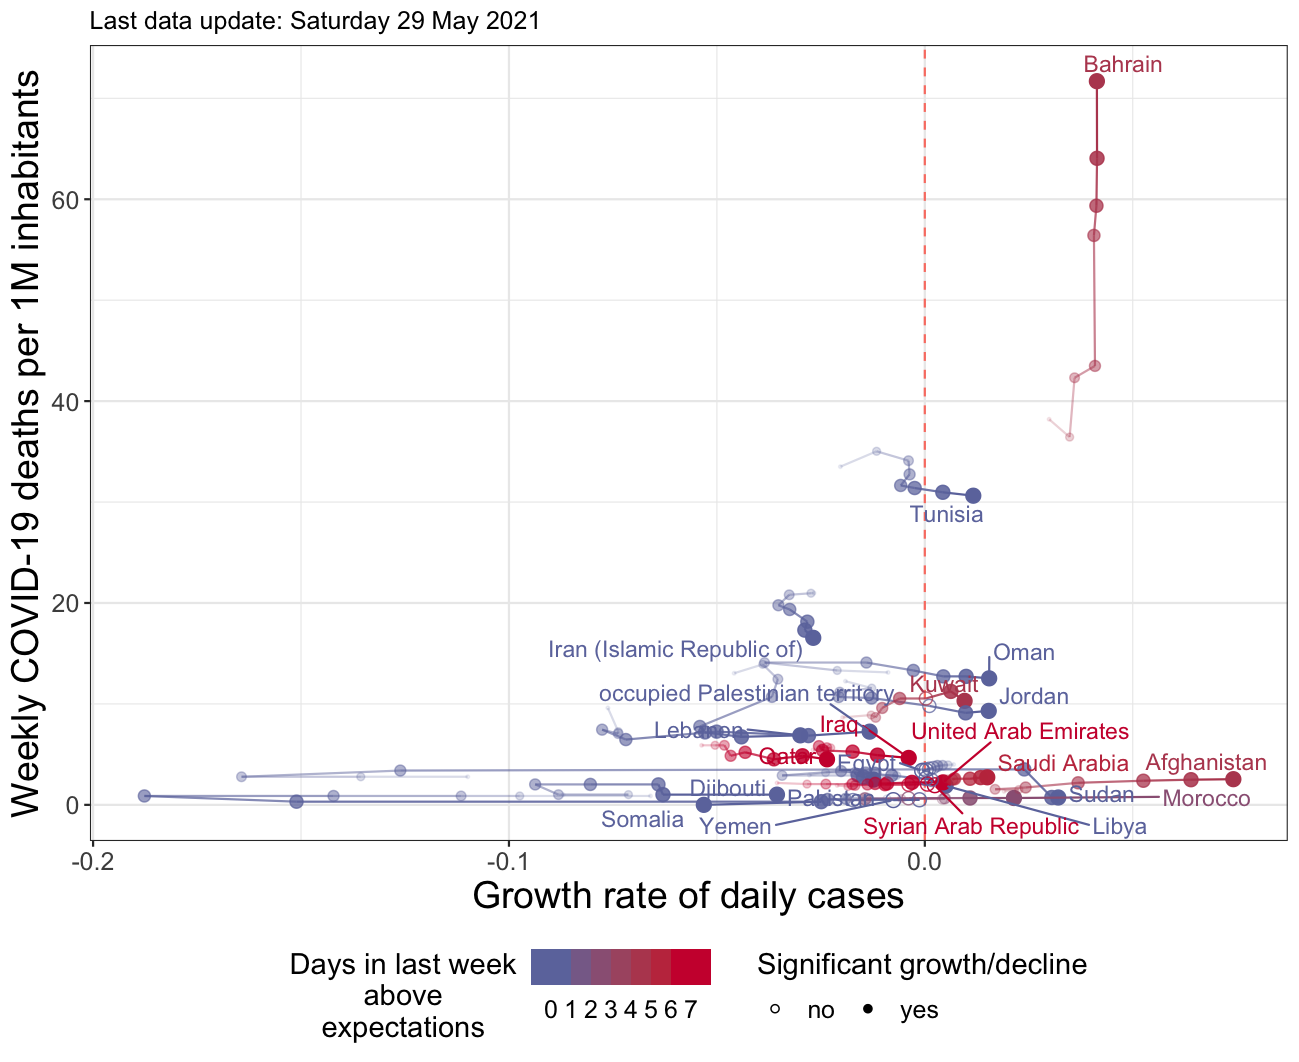 Last data update: Saturday 29 May 2021
Weekly COVID-19 deaths per 1M inhabitants
60
40
20
0
Bahrain
Tunisia
Iran (Islamic Republic of)
Oman
occupied Palestinian territory
Kuwait
Jordan
Lebanon
Iraq
United Arab Emirates
Qatar
Egypt
Saudi Arabia
Afghanistan
Djibouti
Pakistan
Sudan
Morocco
Somalia
Yemen
Syrian Arab Republic
Libya
-0.2
-0.1
0.0
Growth rate of daily cases
Days in last week
above
expectations
0 1 2 3 4 5 6 7
Significant growth/decline
no
yes